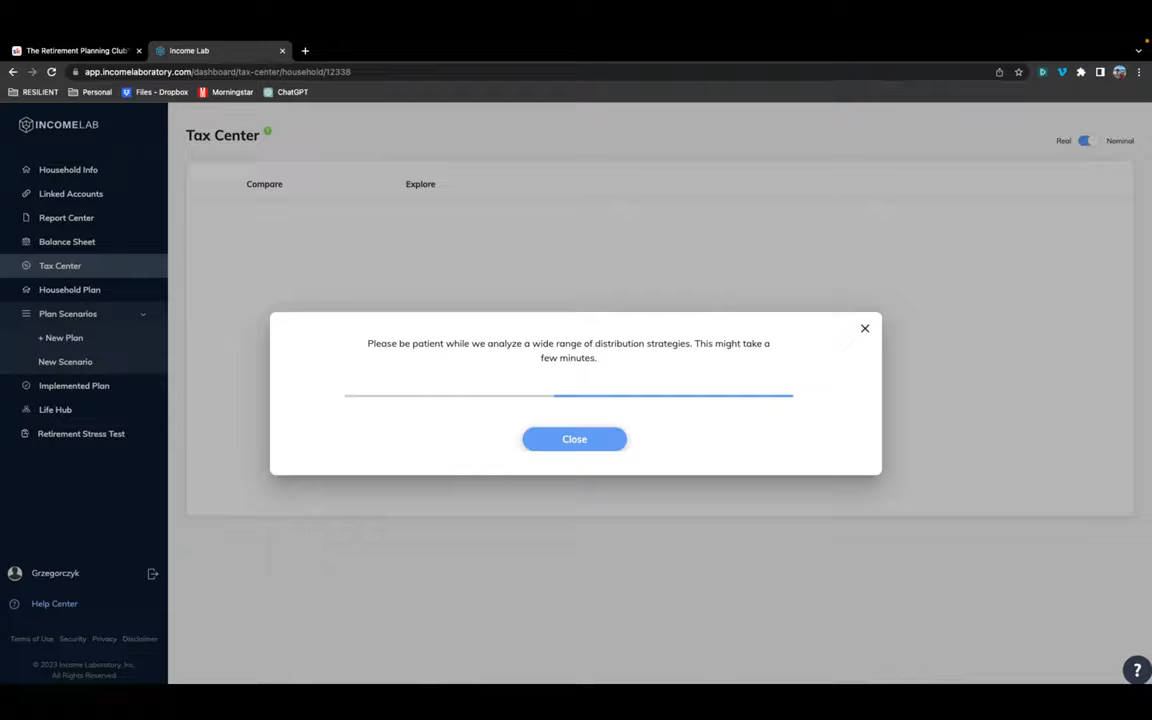 The Retirement Planning Club
Income Lab
app.incomelaboratory.com/dashboard/tax-center/household/12338
RESILIENT
Personal
Files - Dropbox
Morningstar
ChatGPT
INCOMELAB
Tax Center
Real
Nominal
Household Info
Compare
Explore
Linked Accounts
Report Center
Balance Sheet
Tax Center
Household Plan
Plan Scenarios
+ New Plan
New Scenario
Implemented Plan
Life Hub
Retirement Stress Test
Please be patient while we analyze a wide range of distribution strategies. This might take a
few minutes.
Close
Grzegorczyk
Help Center
Terms of Use
Security
Privacy
Disclaimer
© 2023 Income Laboratory, Inc.
All Rights Reserved
?